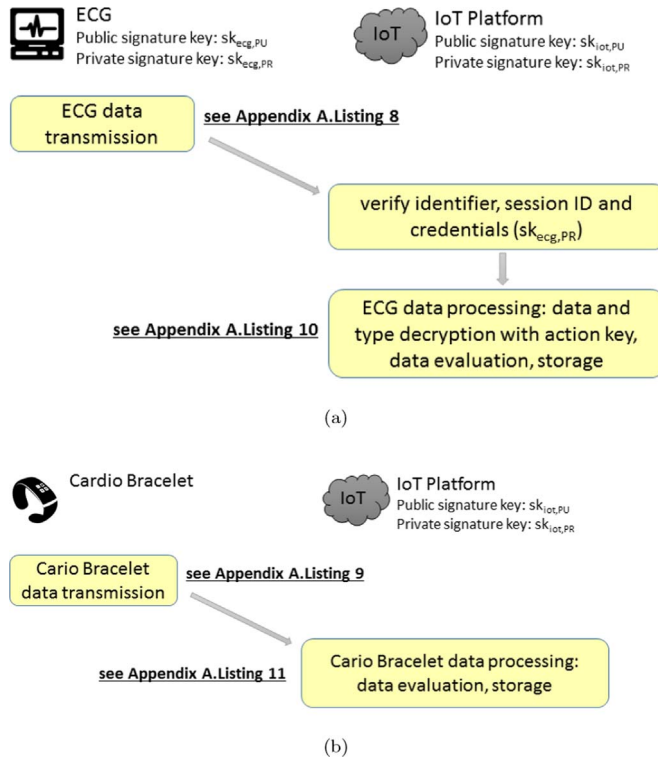 ECG
Public signature key: sk_ecg,PU
Private signature key: sk_ecg,PR
IoT
IoT Platform
Public signature key: sk_iot,PU
Private signature key: sk_iot,PR
ECG data
transmission
see Appendix A.Listing 8
verify identifier, session ID and
credentials (sk_ecg,PR)
see Appendix A.Listing 10
ECG data processing: data and
type decryption with action key,
data evaluation, storage
(a)
Cardio Bracelet
IoT
IoT Platform
Public signature key: sk_iot,PU
Private signature key: sk_iot,PR
Cario Bracelet
data transmission
see Appendix A.Listing 9
see Appendix A.Listing 11
Cario Bracelet data processing:
data evaluation, storage
(b)